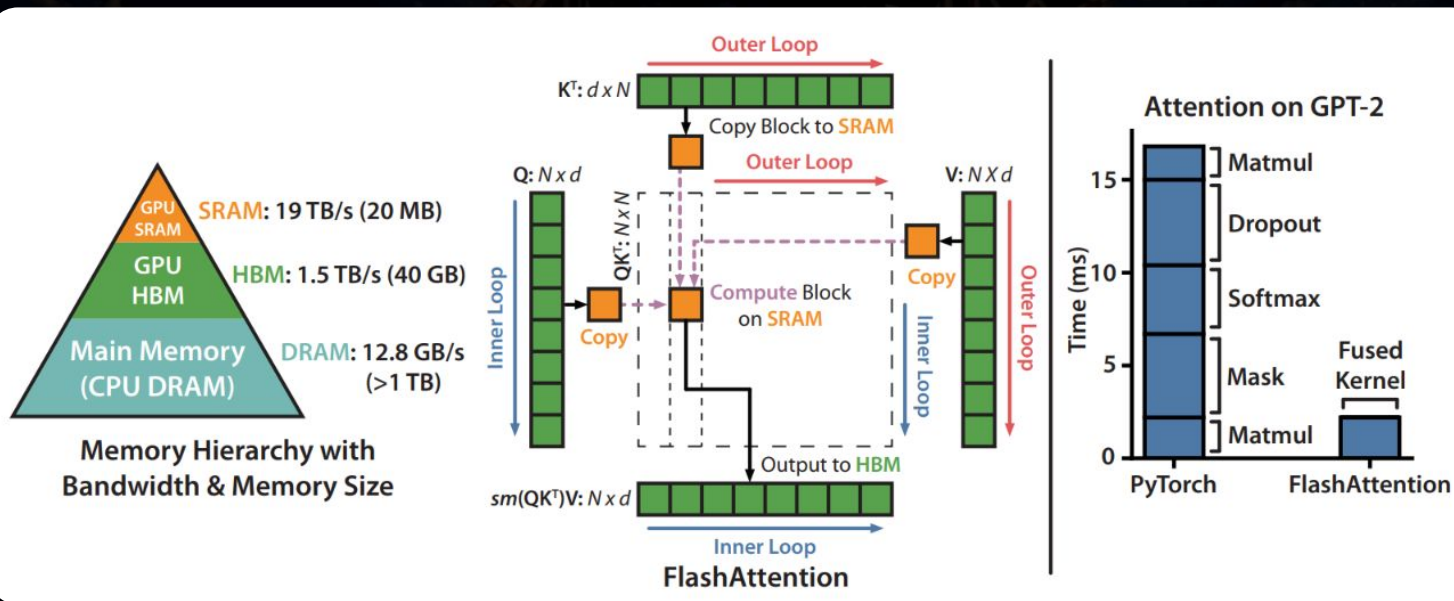 GPU
SRAM
SRAM: 19 TB/s (20 MB)
GPU
HBM
HBM: 1.5 TB/s (40 GB)
Main Memory
(CPU DRAM)
DRAM: 12.8 GB/s
(>1 TB)
Memory Hierarchy with
Bandwidth & Memory Size
Outer Loop
Kᵀ: d x N
Copy Block to SRAM
Outer Loop
Q: N x d
V: N X d
QKᵀ: N x N
Inner Loop
Copy
Compute Block
on SRAM
Copy
Inner Loop
Outer Loop
Output to HBM
sm(QKᵀ)V: N x d
Inner Loop
FlashAttention
Attention on GPT-2
Time (ms)
15
10
5
0
Matmul
Dropout
Softmax
Mask
Matmul
Fused
Kernel
PyTorch
FlashAttention